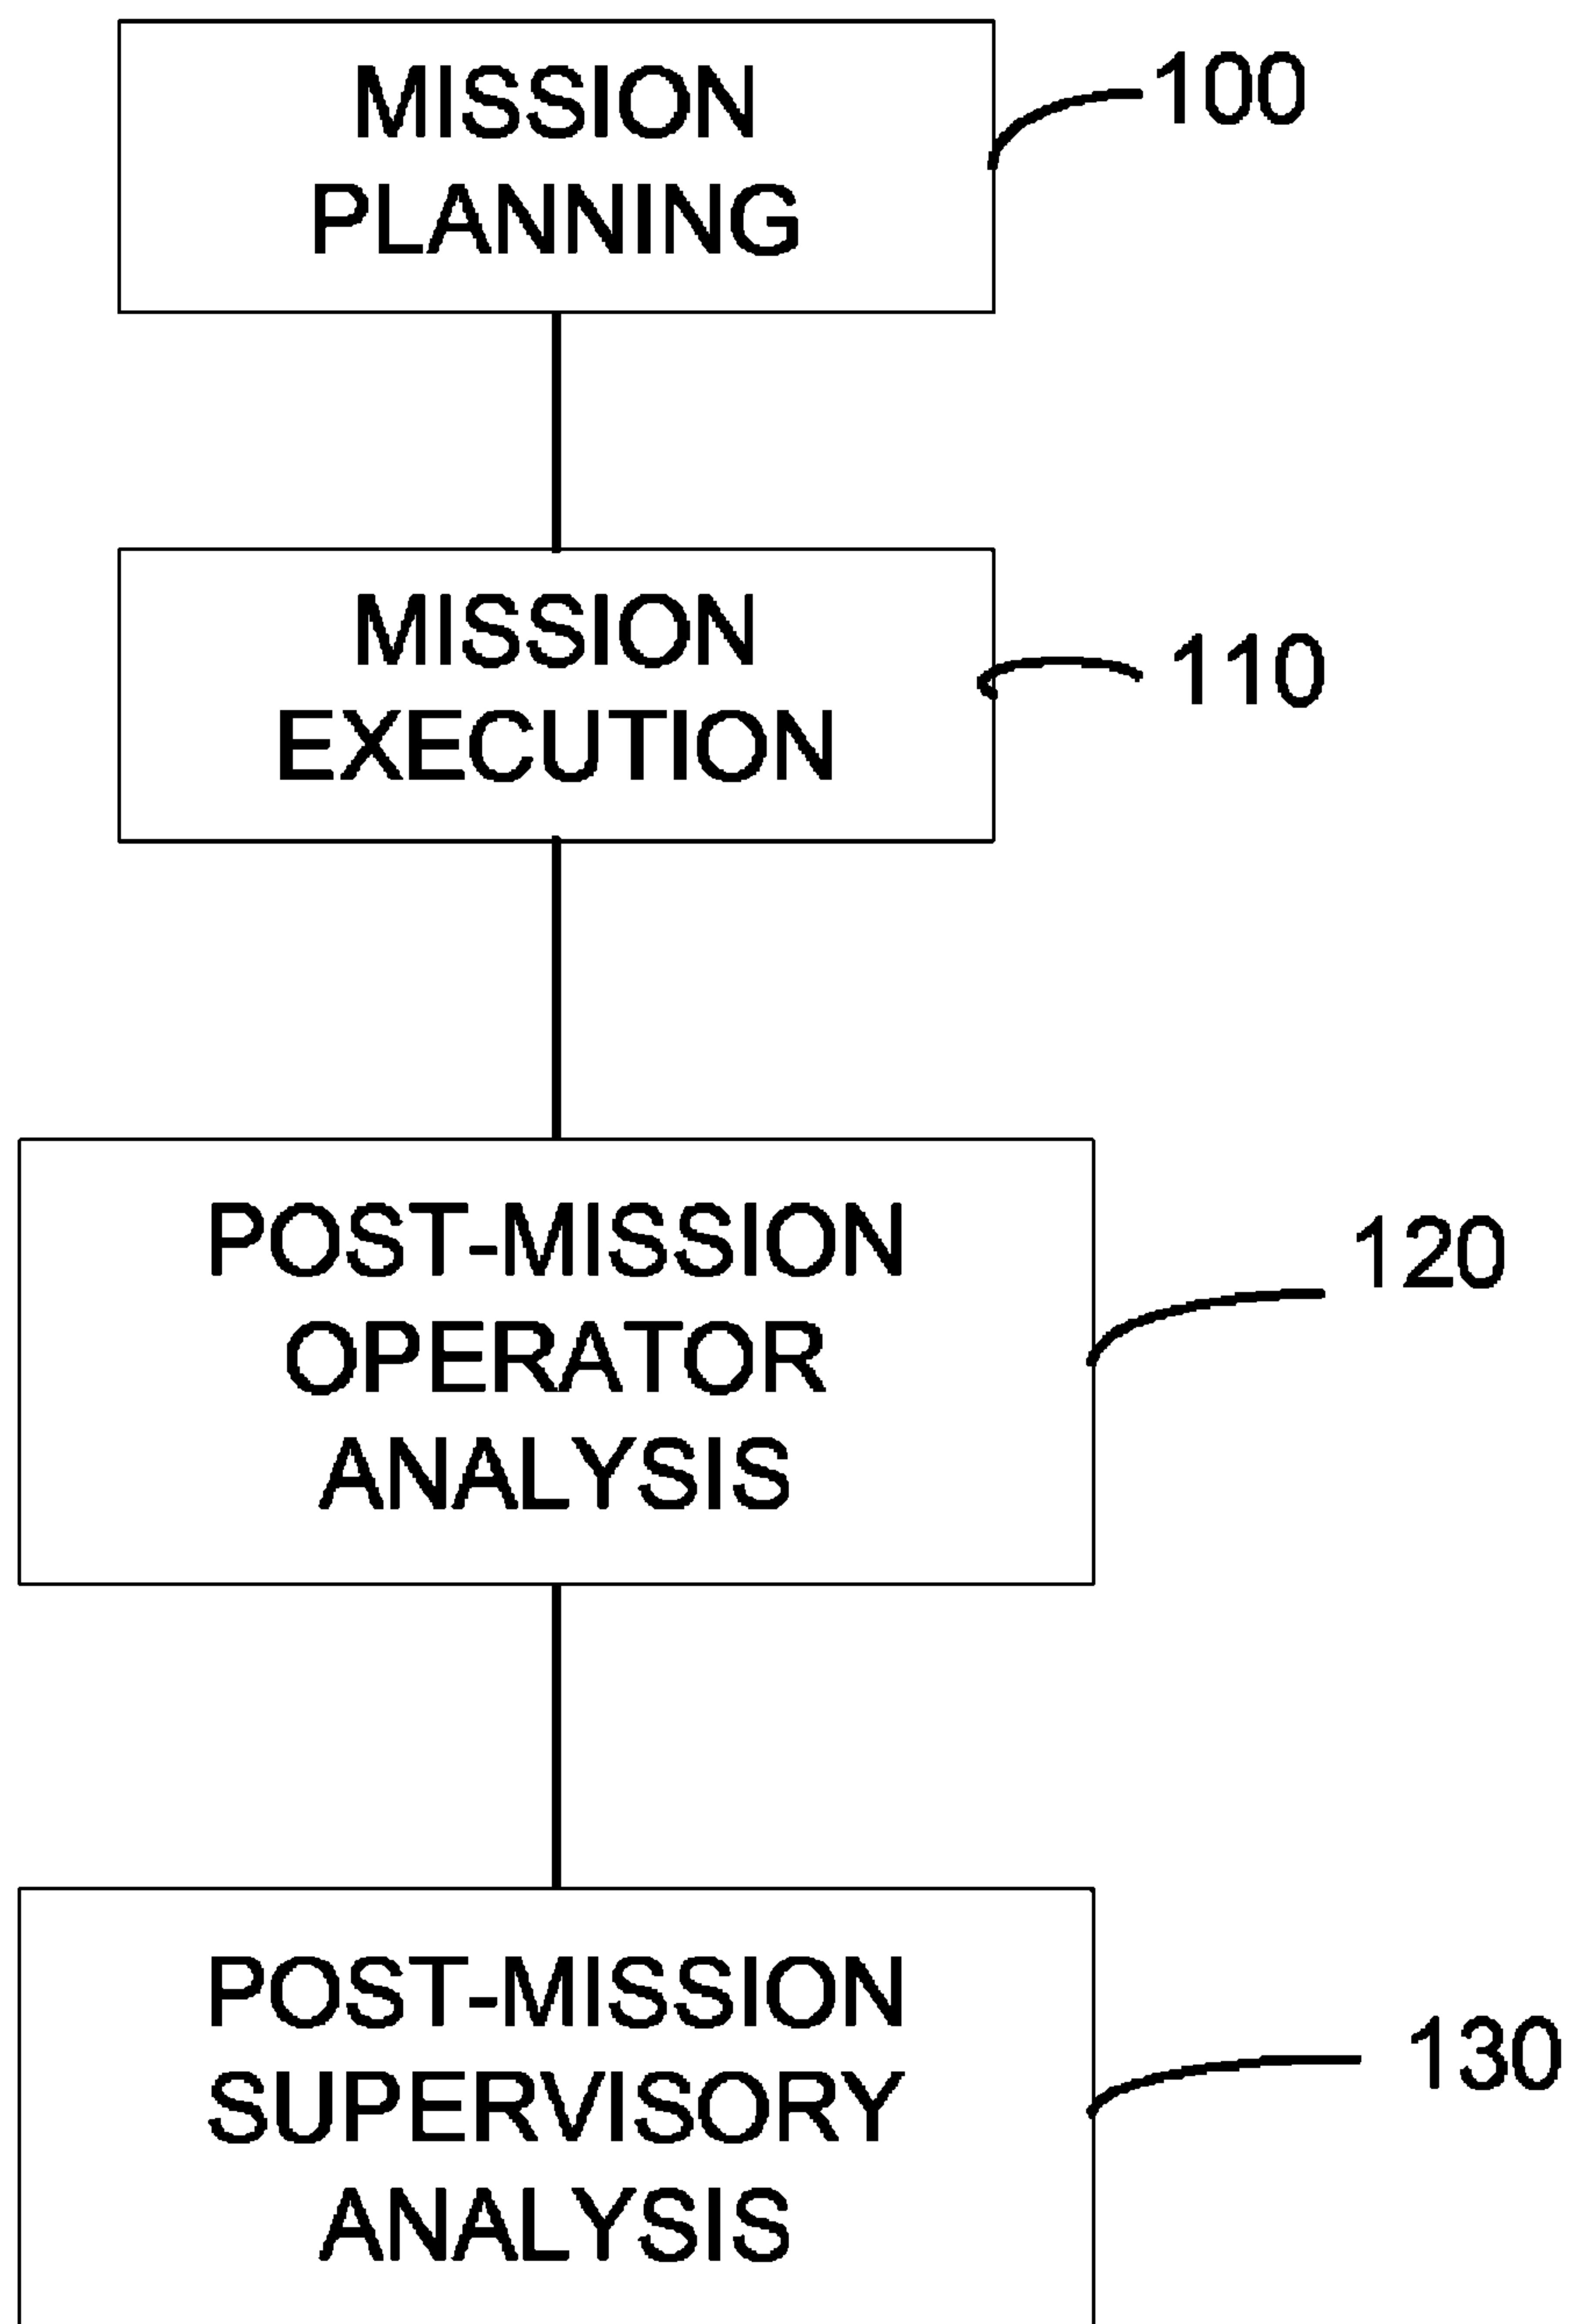 MISSION
PLANNING
100
MISSION
EXECUTION
110
POST-MISSION
OPERATOR
ANALYSIS
120
POST-MISSION
SUPERVISORY
ANALYSIS
130